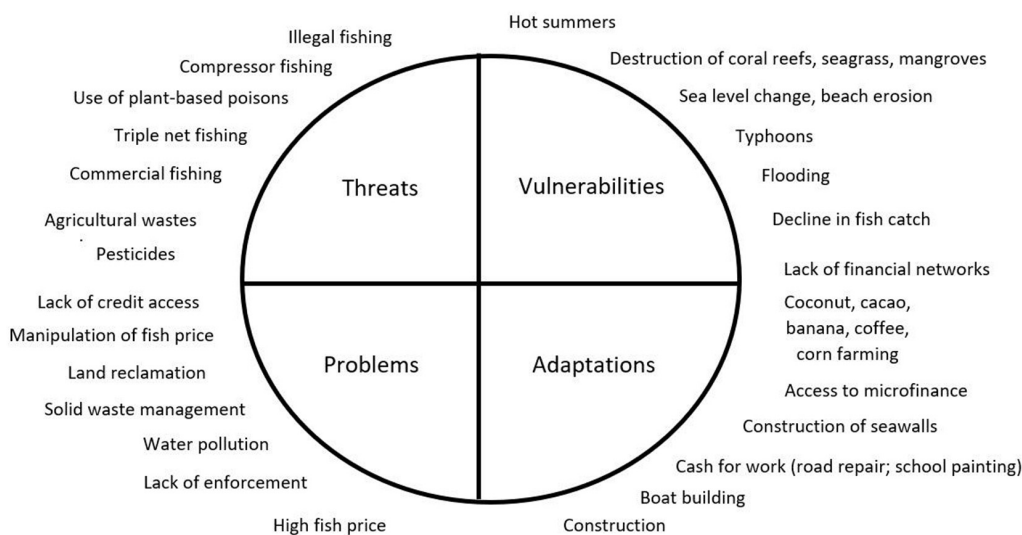 Hot summers
Illegal fishing
Destruction of coral reefs, seagrass, mangroves
Compressor fishing
Use of plant-based poisons
Sea level change, beach erosion
Triple net fishing
Typhoons
Commercial fishing
Flooding
Threats
Vulnerabilities
Agricultural wastes
Decline in fish catch
Pesticides
Lack of financial networks
Lack of credit access
Coconut, cacao,
banana, coffee,
corn farming
Manipulation of fish price
Problems
Adaptations
Land reclamation
Access to microfinance
Solid waste management
Construction of seawalls
Water pollution
Cash for work (road repair; school painting)
Lack of enforcement
Boat building
High fish price
Construction